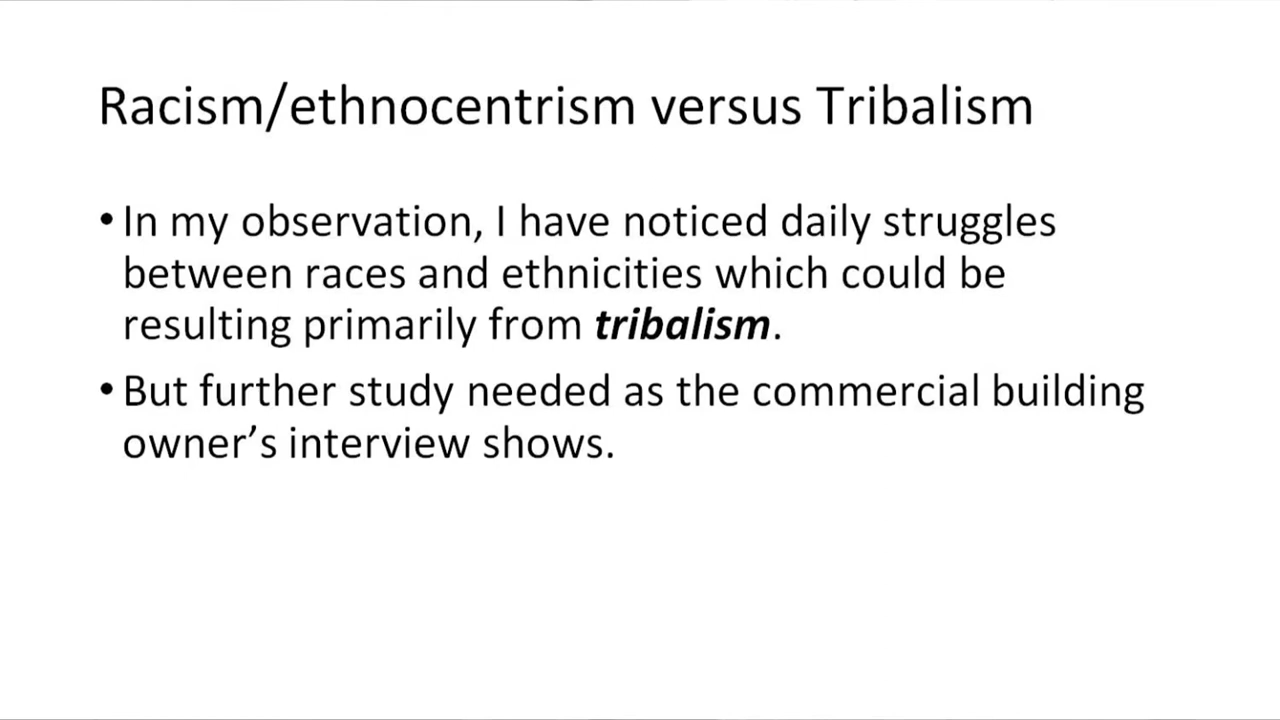 Racism/ethnocentrism versus Tribalism
• In my observation, I have noticed daily struggles
between races and ethnicities which could be
resulting primarily from tribalism.
• But further study needed as the commercial building
owner’s interview shows.